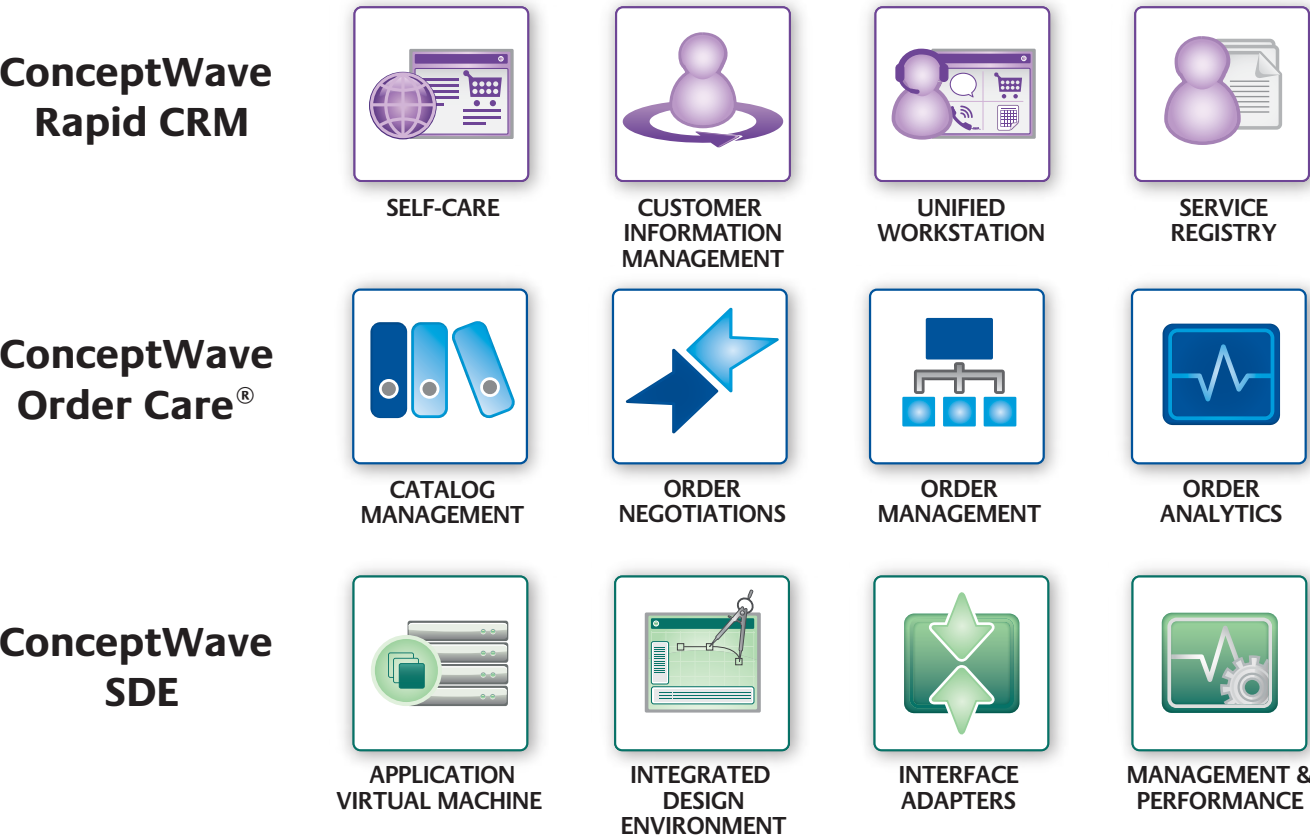 ConceptWave
Rapid CRM
SELF-CARE
CUSTOMER
INFORMATION
MANAGEMENT
UNIFIED
WORKSTATION
SERVICE
REGISTRY
ConceptWave
Order Care®
CATALOG
MANAGEMENT
ORDER
NEGOTIATIONS
ORDER
MANAGEMENT
ORDER
ANALYTICS
ConceptWave
SDE
APPLICATION
VIRTUAL MACHINE
INTEGRATED
DESIGN
ENVIRONMENT
INTERFACE
ADAPTERS
MANAGEMENT &
PERFORMANCE